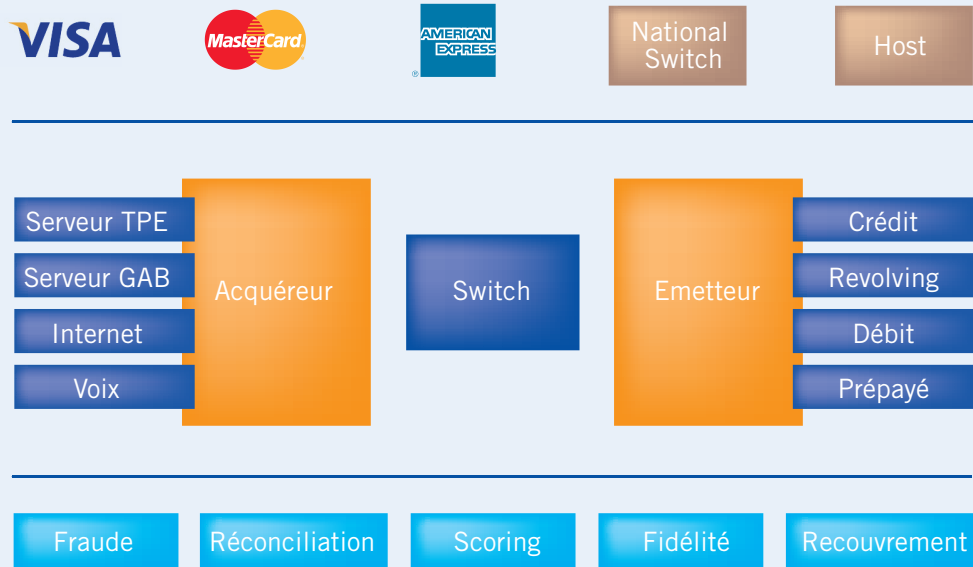 VISA
MasterCard
AMERICAN
EXPRESS
®
National
Switch
Host
Serveur TPE
Serveur GAB
Internet
Voix
Acquéreur
Switch
Emetteur
Crédit
Revolving
Débit
Prépayé
Fraude
Réconciliation
Scoring
Fidélité
Recouvrement